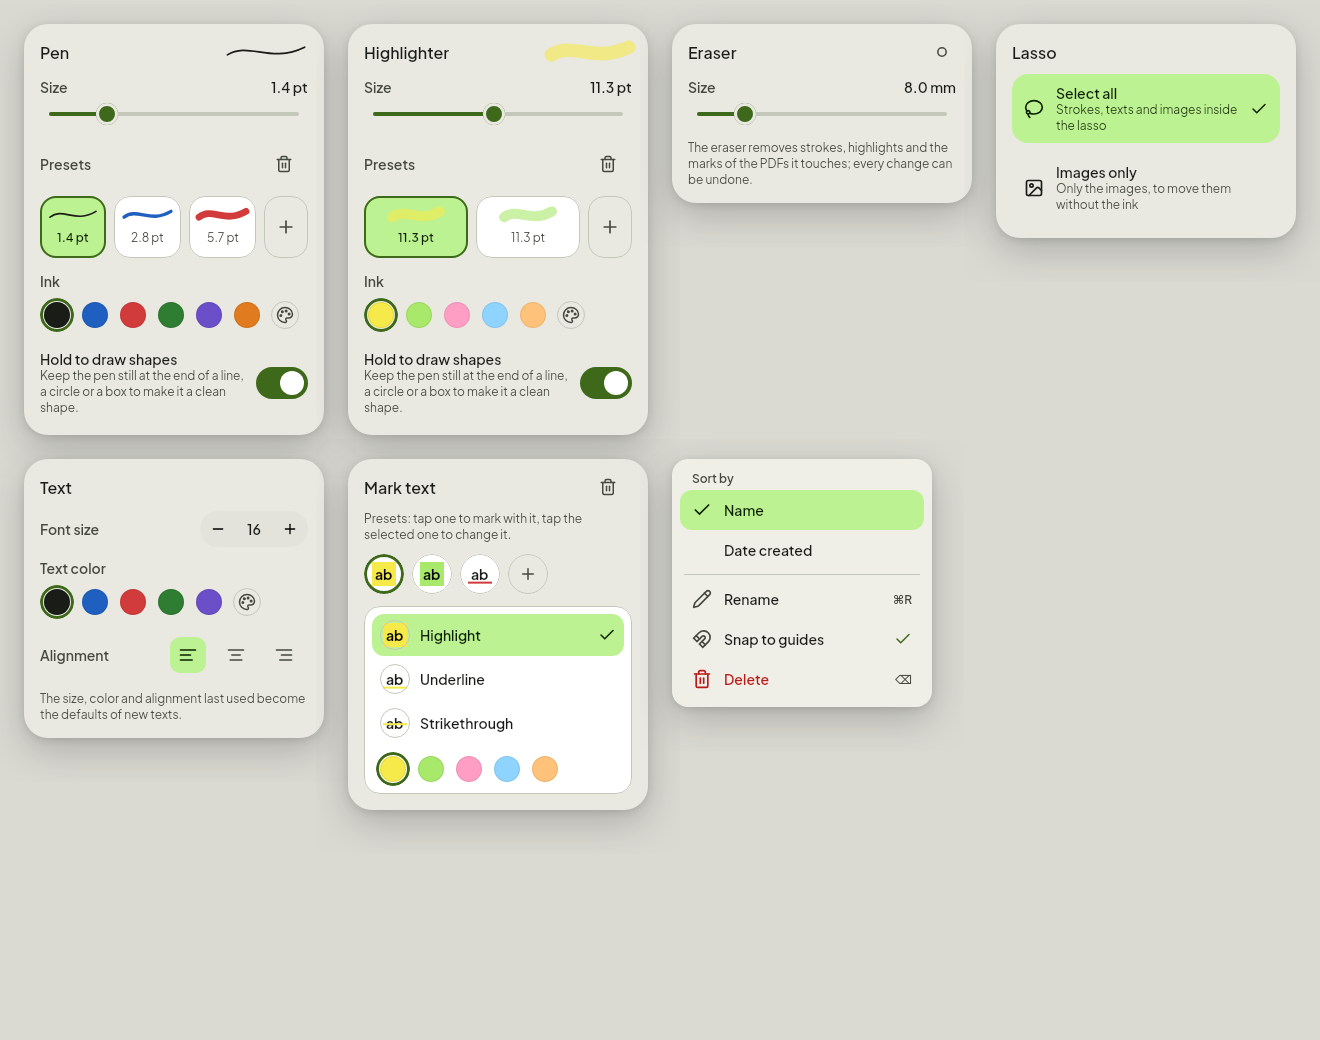 Pen
Size
1.4 pt
Presets
1.4 pt
2.8 pt
5.7 pt
Ink
Hold to draw shapes
Keep the pen still at the end of a line,
a circle or a box to make it a clean
shape.
Highlighter
Size
11.3 pt
Presets
11.3 pt
11.3 pt
Ink
Hold to draw shapes
Keep the pen still at the end of a line,
a circle or a box to make it a clean
shape.
Eraser
Size
8.0 mm
The eraser removes strokes, highlights and the
marks of the PDFs it touches; every change can
be undone.
Lasso
Select all
Strokes, texts and images inside
the lasso
Images only
Only the images, to move them
without the ink
Text
Font size
16
Text color
Alignment
The size, color and alignment last used become
the defaults of new texts.
Mark text
Presets: tap one to mark with it, tap the
selected one to change it.
ab
ab
ab
ab Highlight
ab Underline
ab Strikethrough
Sort by
Name
Date created
Rename ⌘R
Snap to guides
Delete ⌫